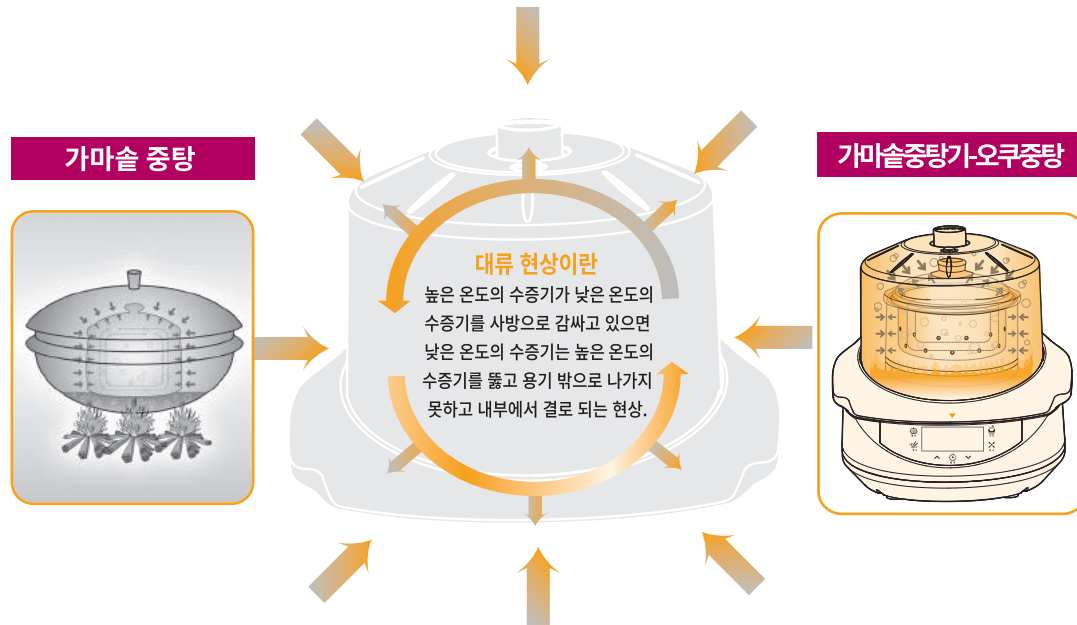 가마솥 중탕
가마솥중탕기-오쿠중탕
대류 현상이란
높은 온도의 수증기가 낮은 온도의
수증기를 사방으로 감싸고 있으면
낮은 온도의 수증기는 높은 온도의
수증기를 뚫고 용기 밖으로 나가지
못하고 내부에서 결로 되는 현상.